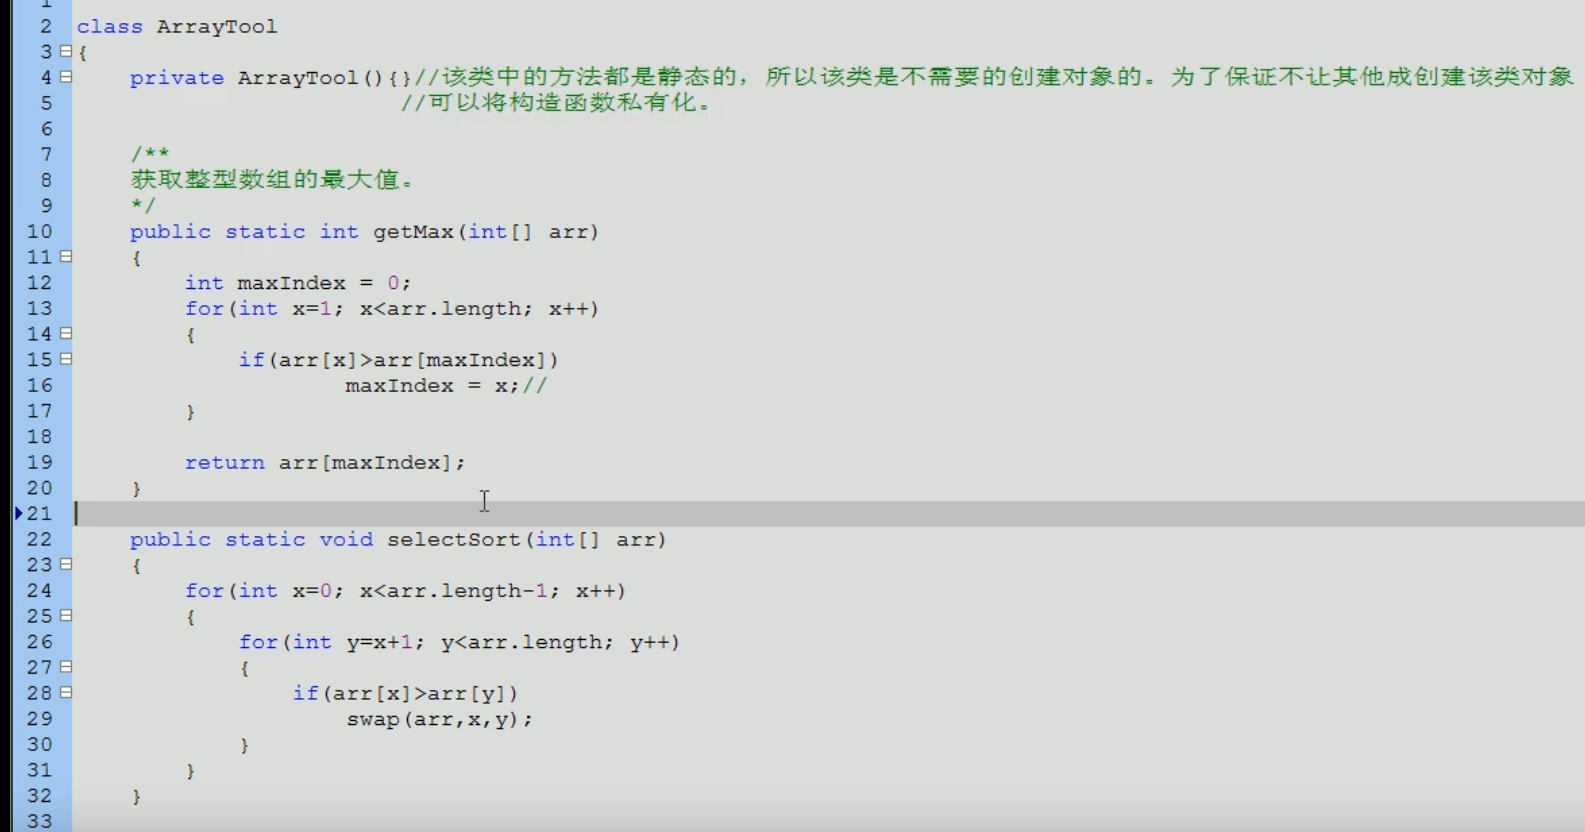 1
2 class ArrayTool
3 {
4 private ArrayTool(){}//该类中的方法都是静态的，所以该类是不需要的创建对象的。为了保证不让其他成创建该类对象
5 //可以将构造函数私有化。
6
7 /**
8 获取整型数组的最大值。
9 */
10 public static int getMax(int[] arr)
11 {
12 int maxIndex = 0;
13 for(int x=1; x<arr.length; x++)
14 {
15 if(arr[x]>arr[maxIndex])
16 maxIndex = x;//
17 }
18
19 return arr[maxIndex];
20 }
21
22 public static void selectSort(int[] arr)
23 {
24 for(int x=0; x<arr.length-1; x++)
25 {
26 for(int y=x+1; y<arr.length; y++)
27 {
28 if(arr[x]>arr[y])
29 swap(arr,x,y);
30 }
31 }
32 }
33